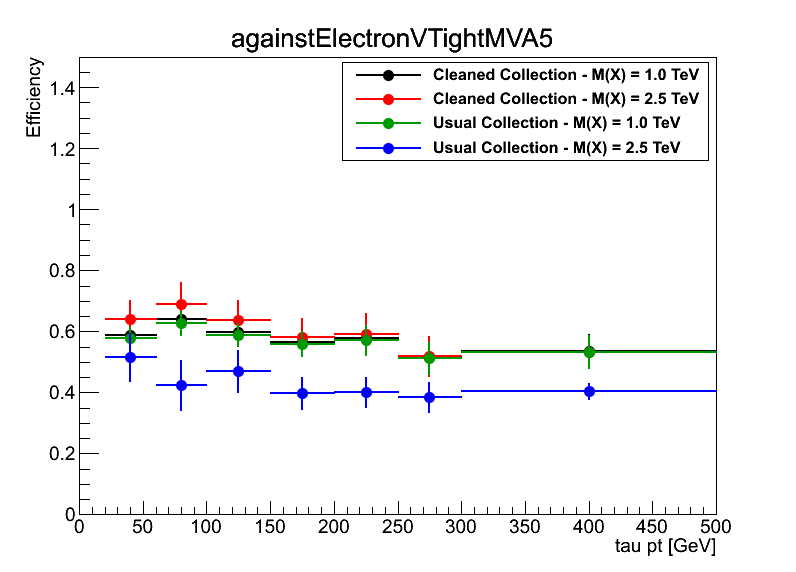 againstElectronVTightMVA5
Efficiency
Cleaned Collection - M(X) = 1.0 TeV
Cleaned Collection - M(X) = 2.5 TeV
Usual Collection - M(X) = 1.0 TeV
Usual Collection - M(X) = 2.5 TeV
1.4
1.2
1
0.8
0.6
0.4
0.2
0
0 50 100 150 200 250 300 350 400 450 500
tau pt [GeV]